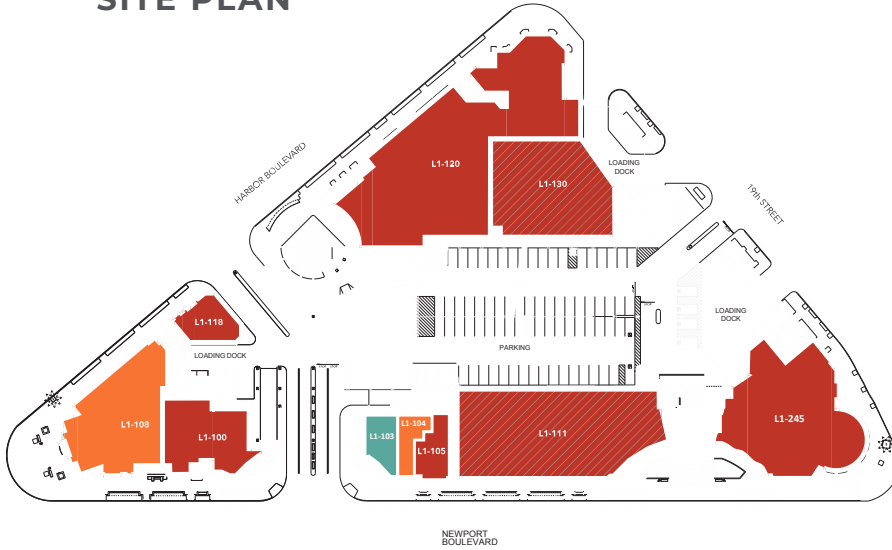 SITE PLAN
HARBOR BOULEVARD
L1-120
L1-130
LOADING
DOCK
19th STREET
L1-118
LOADING DOCK
PARKING
LOADING
DOCK
L1-108
L1-100
L1-103
L1-104
L1-105
L1-111
L1-245
NEWPORT
BOULEVARD